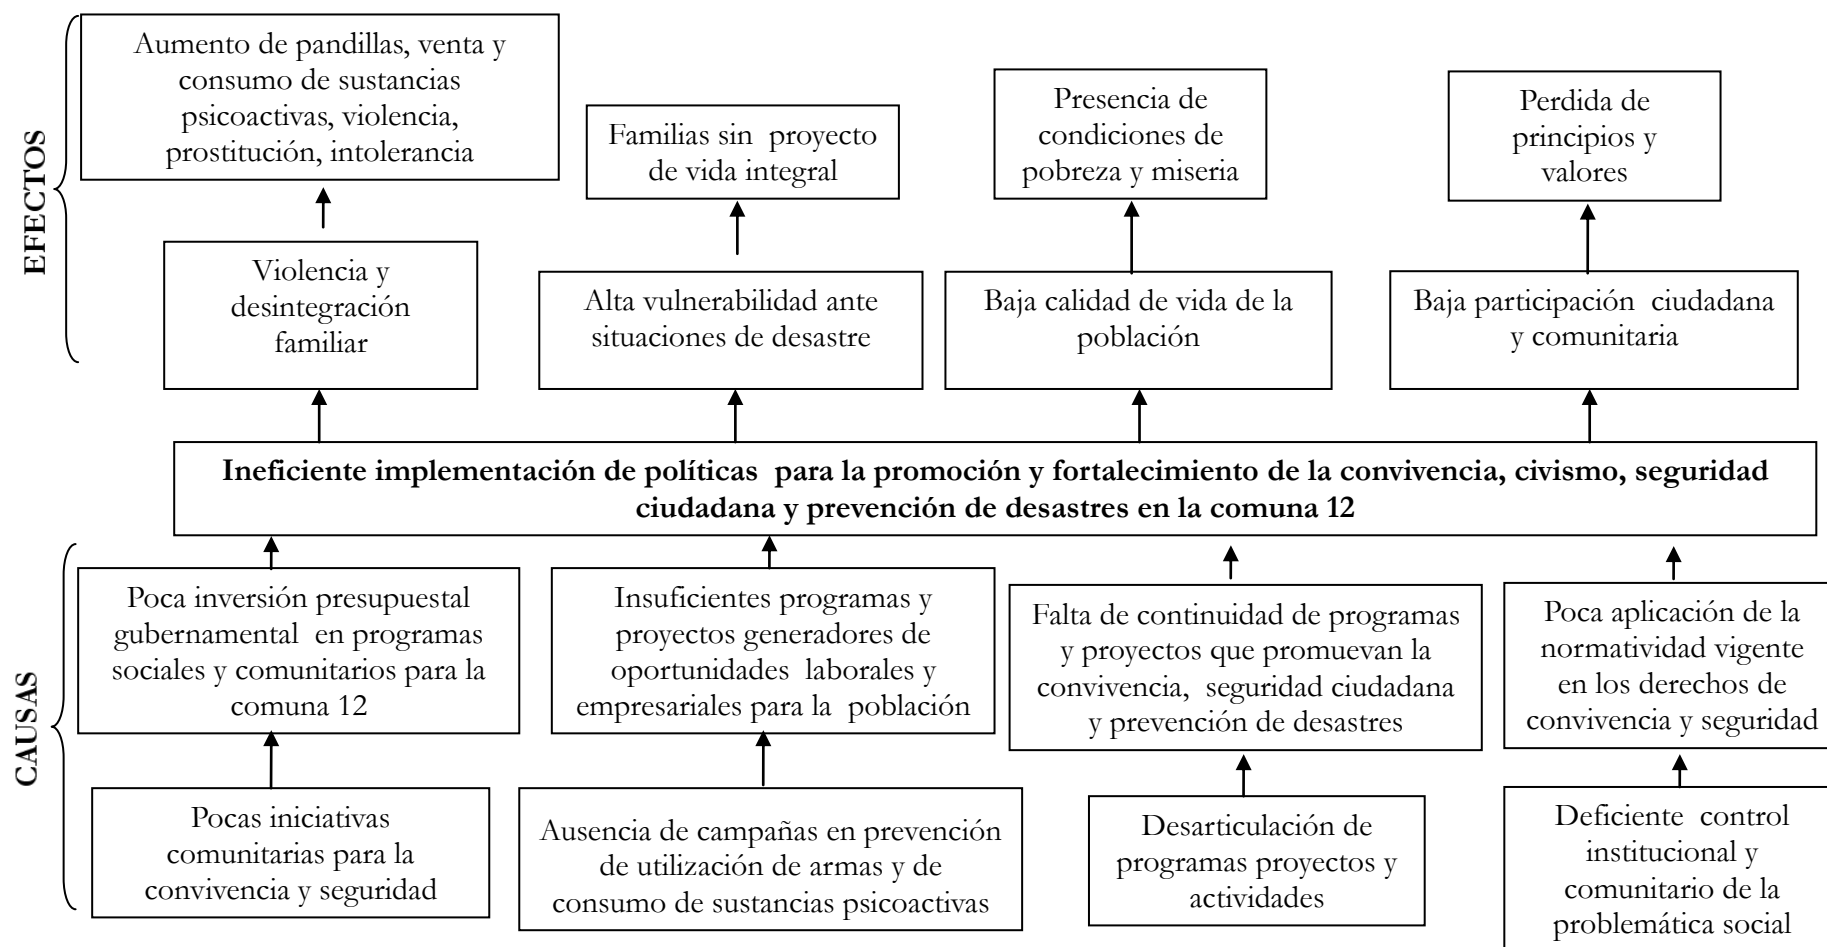 EFECTOS
Aumento de pandillas, venta y
consumo de sustancias
psicoactivas, violencia,
prostitución, intolerancia
Familias sin proyecto
de vida integral
Presencia de
condiciones de
pobreza y miseria
Perdida de
principios y
valores
Violencia y
desintegración
familiar
Alta vulnerabilidad ante
situaciones de desastre
Baja calidad de vida de la
población
Baja participación ciudadana
y comunitaria
Ineficiente implementación de políticas para la promoción y fortalecimiento de la convivencia, civismo, seguridad
ciudadana y prevención de desastres en la comuna 12
CAUSAS
Poca inversión presupuestal
gubernamental en programas
sociales y comunitarios para la
comuna 12
Insuficientes programas y
proyectos generadores de
oportunidades laborales y
empresariales para la población
Falta de continuidad de programas
y proyectos que promuevan la
convivencia, seguridad ciudadana
y prevención de desastres
Poca aplicación de la
normatividad vigente
en los derechos de
convivencia y seguridad
Pocas iniciativas
comunitarias para la
convivencia y seguridad
Ausencia de campañas en prevención
de utilización de armas y de
consumo de sustancias psicoactivas
Desarticulación de
programas proyectos y
actividades
Deficiente control
institucional y
comunitario de la
problemática social